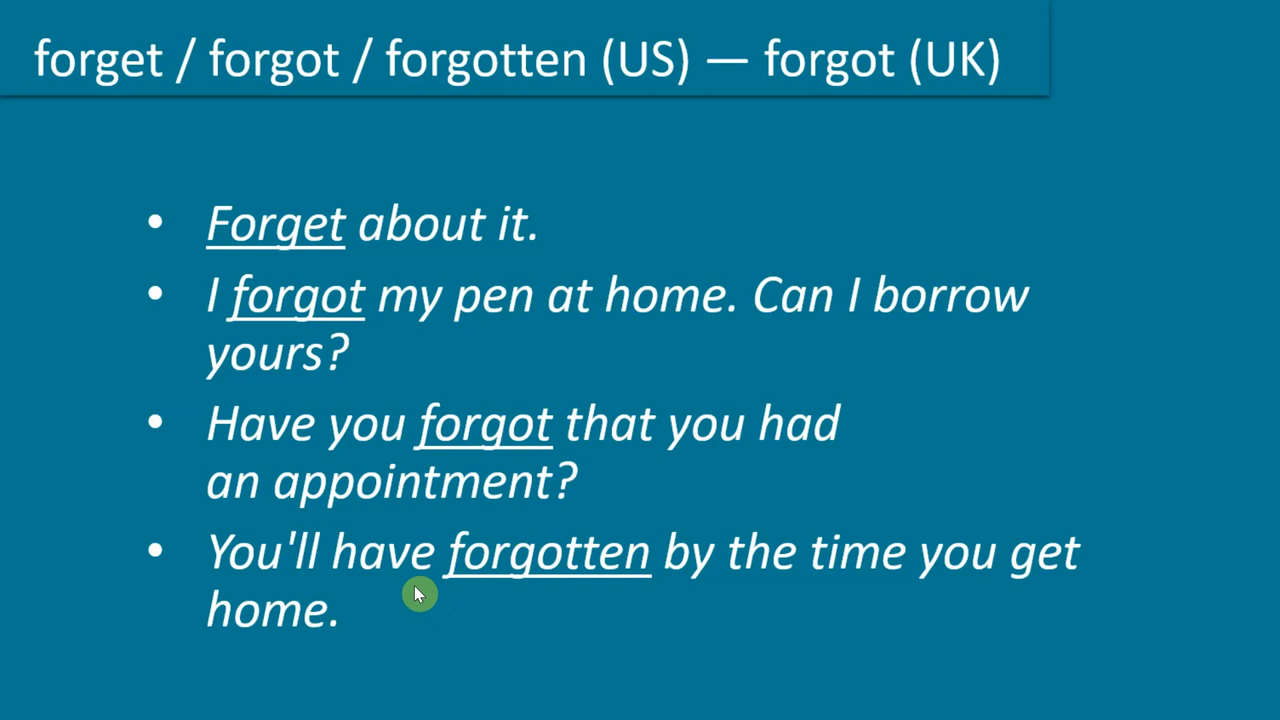 forget / forgot / forgotten (US) — forgot (UK)
• Forget about it.
• I forgot my pen at home. Can I borrow
yours?
• Have you forgot that you had
an appointment?
• You'll have forgotten by the time you get
home.